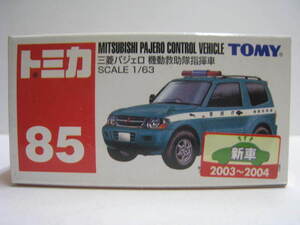 トミカ
MITSUBISHI PAJERO CONTROL VEHICLE
TOMY
三菱パジェロ 機動救助隊指揮車
SCALE 1/63
85
新車
2003～2004